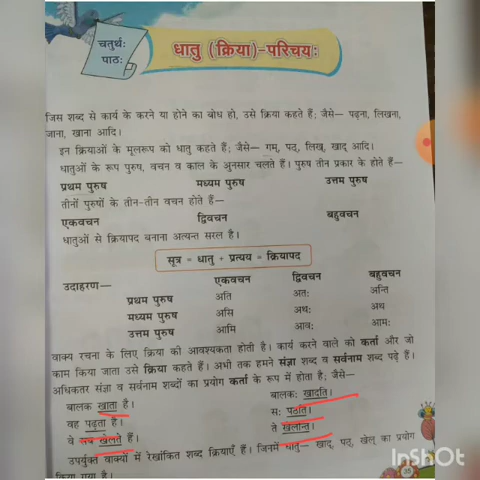 चतुर्थः
पाठः
धातु (क्रिया)-परिचयः
जिस शब्द से कार्य के करने या होने का बोध हो, उसे क्रिया कहते हैं; जैसे— पढ़ना, लिखना,
जाना, खाना आदि।
इन क्रियाओं के मूलरूप को धातु कहते हैं; जैसे— गम्, पठ्, लिख्, खाद् आदि।
धातुओं के रूप पुरुष, वचन व काल के अनुसार चलते हैं। पुरुष तीन प्रकार के होते हैं—
प्रथम पुरुष मध्यम पुरुष उत्तम पुरुष
तीनों पुरुषों के तीन-तीन वचन होते हैं—
एकवचन द्विवचन बहुवचन
धातुओं से क्रियापद बनाना अत्यन्त सरल है।
सूत्र = धातु + प्रत्यय = क्रियापद
उदाहरण— एकवचन द्विवचन बहुवचन
प्रथम पुरुष अति अतः अन्ति
मध्यम पुरुष असि अथः अथ
उत्तम पुरुष आमि आवः आमः
वाक्य रचना के लिए क्रिया की आवश्यकता होती है। कार्य करने वाले को कर्ता और जो
काम किया जाता उसे क्रिया कहते हैं। अभी तक हमने संज्ञा शब्द व सर्वनाम शब्द पढ़े हैं।
अधिकतर संज्ञा व सर्वनाम शब्दों का प्रयोग कर्ता के रूप में होता है; जैसे—
बालक खाता है। बालकः खादति।
वह पढ़ता है। सः पठति।
वे सब खेलते हैं। ते खेलन्ति।
उपर्युक्त वाक्यों में रेखांकित शब्द क्रियाएँ हैं। जिनमें धातु— खाद्, पठ्, खेल् का प्रयोग
किया गया है।
35
InShot